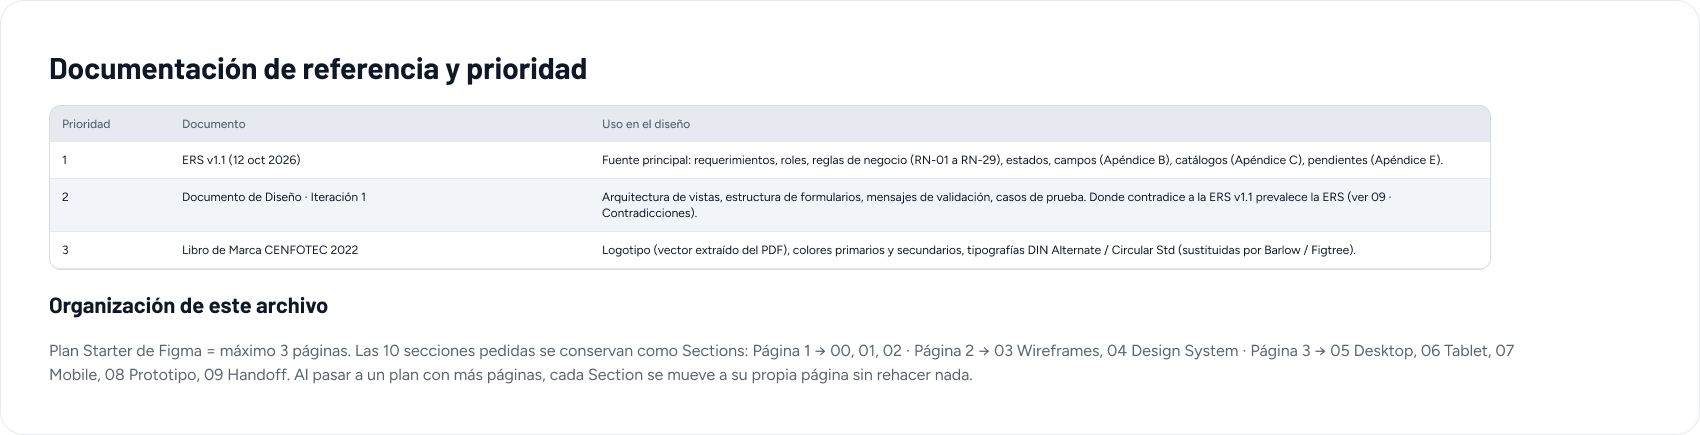 Documentación de referencia y prioridad
Prioridad Documento Uso en el diseño
1 ERS v1.1 (12 oct 2026) Fuente principal: requerimientos, roles, reglas de negocio (RN-01 a RN-29), estados, campos (Apéndice B), catálogos (Apéndice C), pendientes (Apéndice E).
2 Documento de Diseño · Iteración 1 Arquitectura de vistas, estructura de formularios, mensajes de validación, casos de prueba. Donde contradice a la ERS v1.1 prevalece la ERS (ver 09 ·
Contradicciones).
3 Libro de Marca CENFOTEC 2022 Logotipo (vector extraído del PDF), colores primarios y secundarios, tipografías DIN Alternate / Circular Std (sustituidas por Barlow / Figtree).
Organización de este archivo
Plan Starter de Figma = máximo 3 páginas. Las 10 secciones pedidas se conservan como Sections: Página 1 → 00, 01, 02 · Página 2 → 03 Wireframes, 04 Design System · Página 3 → 05 Desktop, 06 Tablet, 07
Mobile, 08 Prototipo, 09 Handoff. Al pasar a un plan con más páginas, cada Section se mueve a su propia página sin rehacer nada.